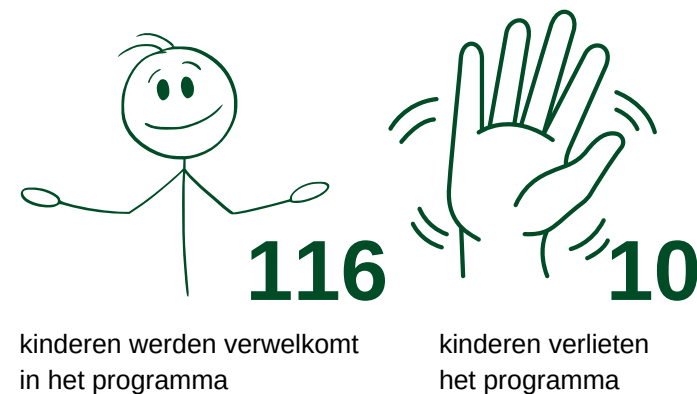 116
kinderen werden verwelkomt
in het programma
10
kinderen verlieten
het programma